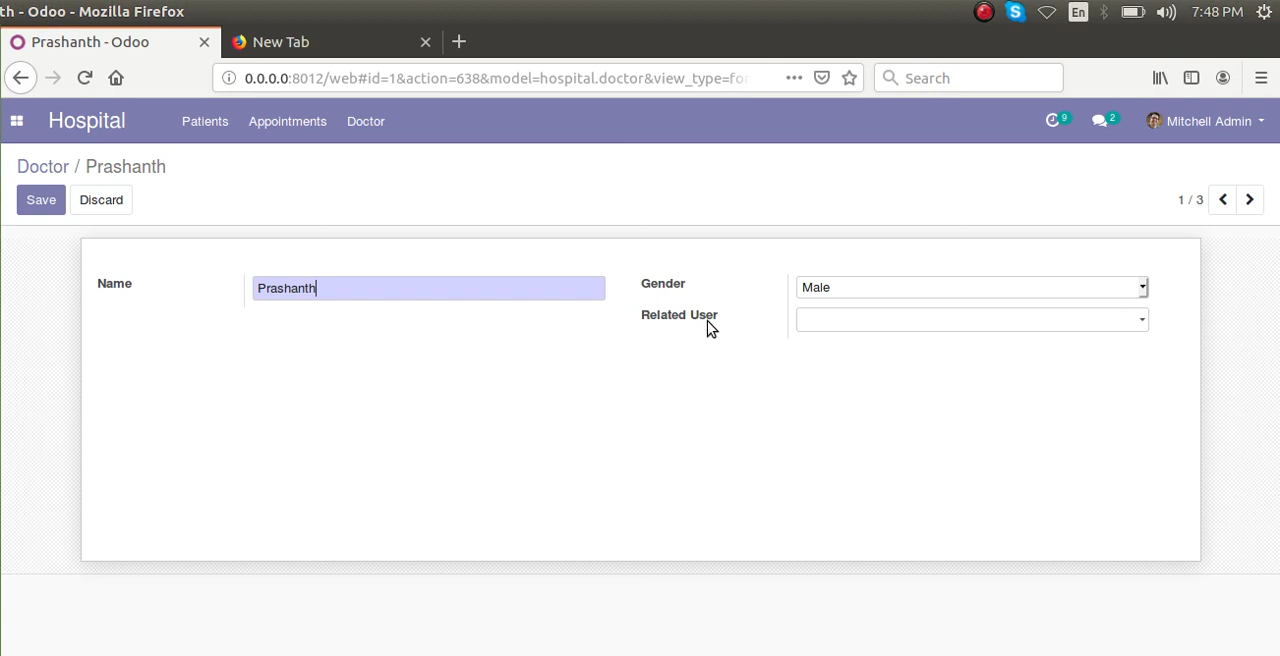 th - Odoo - Mozilla Firefox
En
7:48 PM
Prashanth - Odoo
New Tab
0.0.0.0:8012/web#id=1&action=638&model=hospital.doctor&view_type=for
Search
Hospital
Patients
Appointments
Doctor
9
2
Mitchell Admin
Doctor / Prashanth
Save
Discard
1 / 3
Name
Prashanth
Gender
Male
Related User